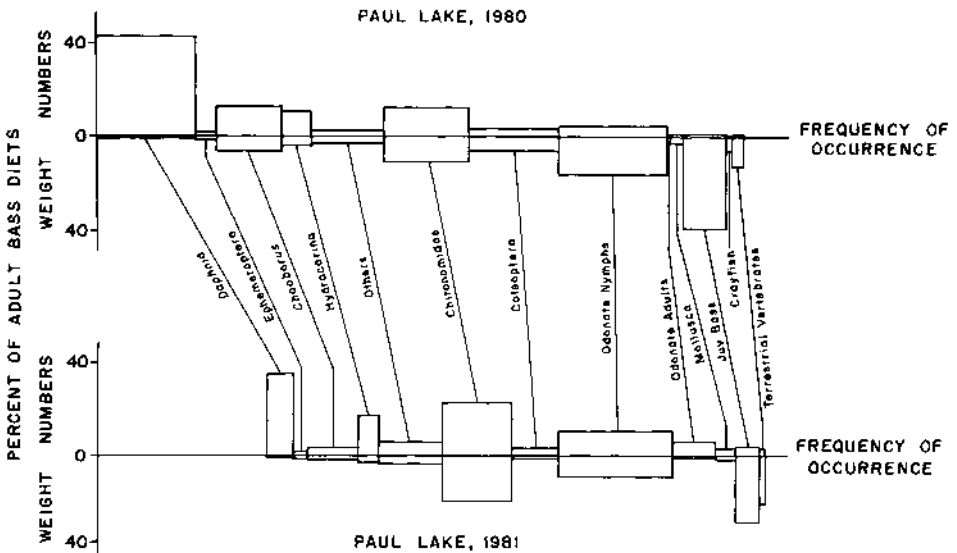 PAUL LAKE, 1980
PERCENT OF ADULT BASS DIETS
NUMBERS
WEIGHT
40
0
40
FREQUENCY OF
OCCURRENCE
Daphnia
Ephemeroptera
Chaoborus
Hydracarina
Others
Chironomidae
Coleoptera
Odonate Nymphs
Odonate Adults
Mollusca
Juv Bass
Crayfish
Terrestrial Vertebrates
NUMBERS
WEIGHT
40
0
40
FREQUENCY OF
OCCURRENCE
PAUL LAKE, 1981